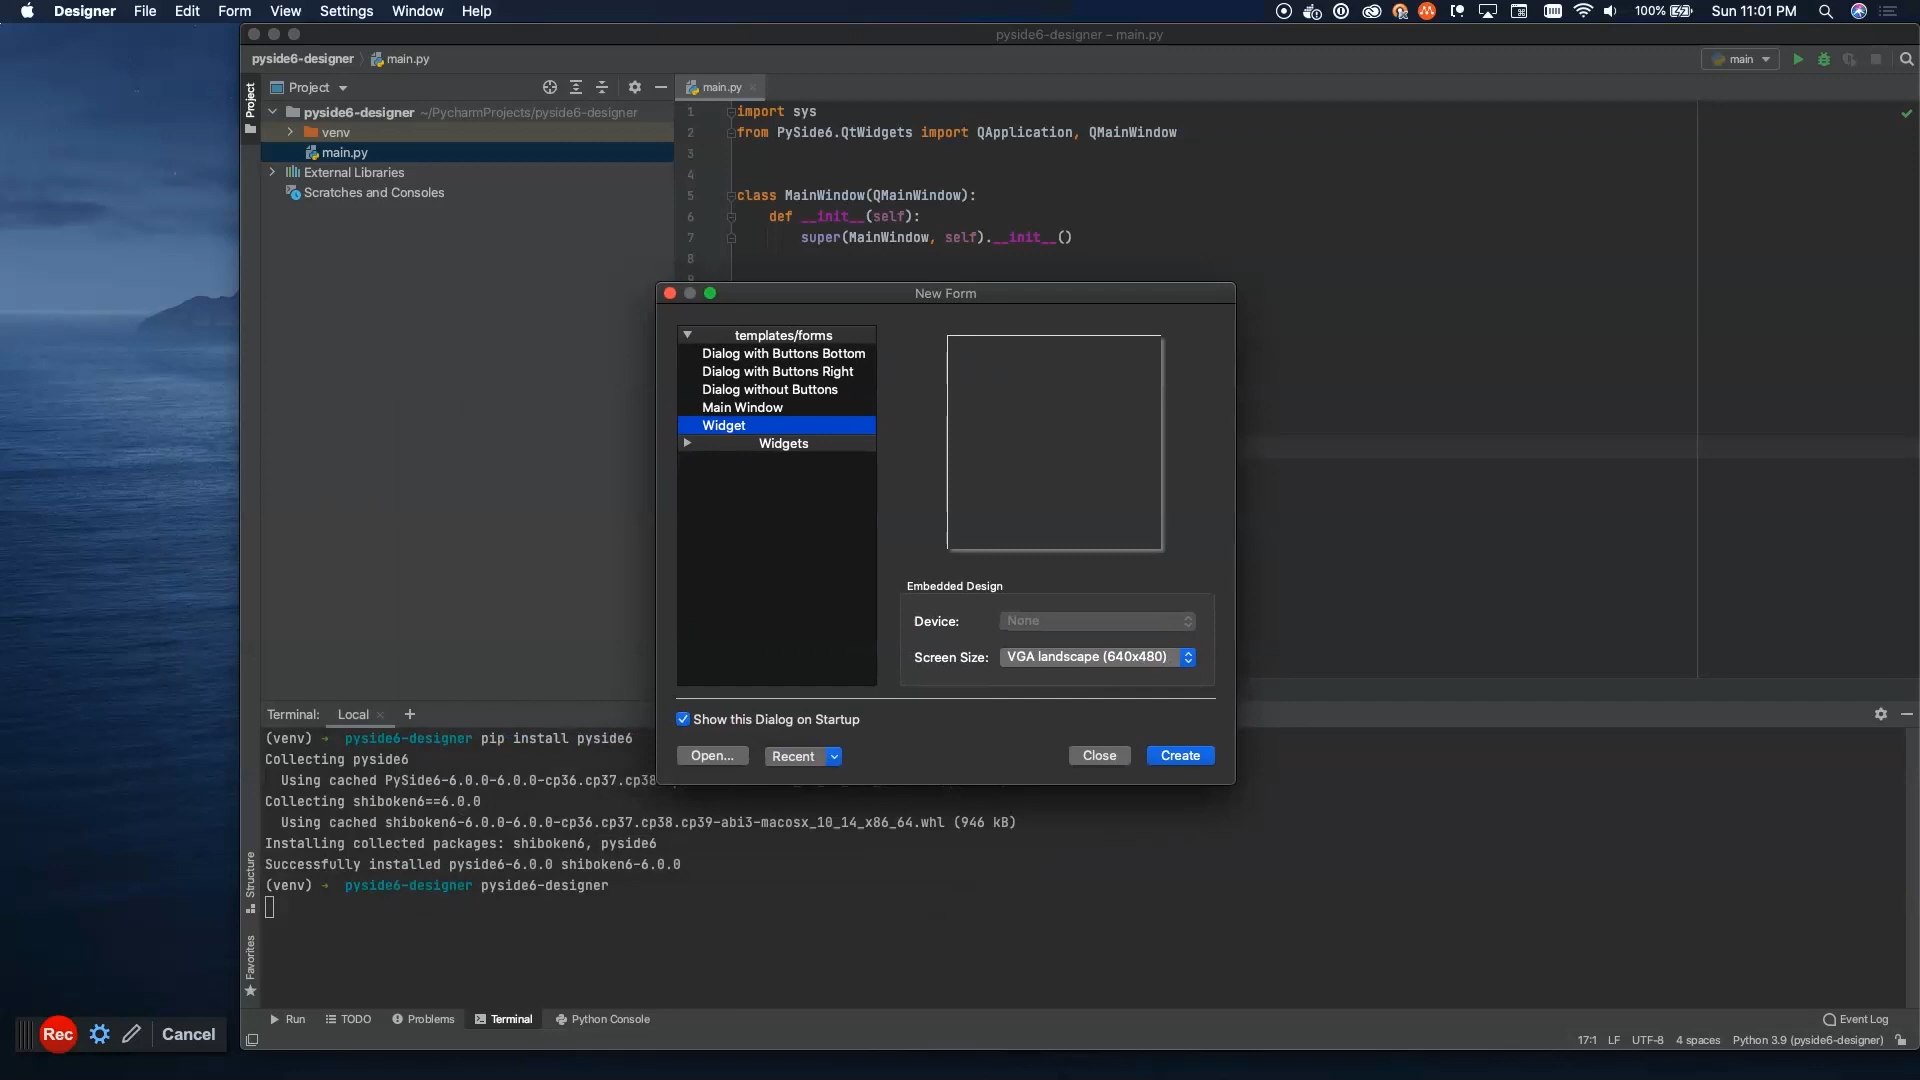 Designer File Edit Form View Settings Window Help 100% Sun 11:01 PM
pyside6-designer – main.py
pyside6-designer main.py main
Project main.py
Project
pyside6-designer ~/PycharmProjects/pyside6-designer
venv
main.py
External Libraries
Scratches and Consoles
1 import sys
2 from PySide6.QtWidgets import QApplication, QMainWindow
3
4
5 class MainWindow(QMainWindow):
6 def __init__(self):
7 super(MainWindow, self).__init__()
8
9
New Form
templates/forms
Dialog with Buttons Bottom
Dialog with Buttons Right
Dialog without Buttons
Main Window
Widget
Widgets
Embedded Design
Device: None
Screen Size: VGA landscape (640x480)
Show this Dialog on Startup
Open... Recent Close Create
Terminal: Local +
(venv) → pyside6-designer pip install pyside6
Collecting pyside6
Using cached PySide6-6.0.0-6.0.0-cp36.cp37.cp38
Collecting shiboken6==6.0.0
Using cached shiboken6-6.0.0-6.0.0-cp36.cp37.cp38.cp39-abi3-macosx_10_14_x86_64.whl (946 kB)
Installing collected packages: shiboken6, pyside6
Successfully installed pyside6-6.0.0 shiboken6-6.0.0
(venv) → pyside6-designer pyside6-designer
Structure
Favorites
Run TODO Problems Terminal Python Console Event Log
17:1 LF UTF-8 4 spaces Python 3.9 (pyside6-designer)
Rec Cancel